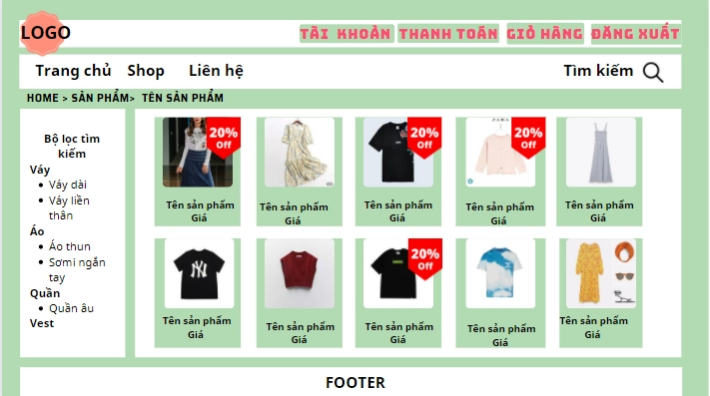 LOGO
TÀI KHOẢN THANH TOÁN GIỎ HÀNG ĐĂNG XUẤT
Trang chủ Shop Liên hệ Tìm kiếm
HOME > SẢN PHẨM> TÊN SẢN PHẨM
Bộ lọc tìm
kiếm
Váy
Váy dài
Váy liền
thân
Áo
Áo thun
Sơmi ngắn
tay
Quần
Quần âu
Vest
20%
Off
Tên sản phẩm
Giá
Tên sản phẩm
Giá
20%
Off
Tên sản phẩm
Giá
20%
Off
Tên sản phẩm
Giá
Tên sản phẩm
Giá
NY
Tên sản phẩm
Giá
Tên sản phẩm
Giá
20%
Off
Tên sản phẩm
Giá
Tên sản phẩm
Giá
Tên sản phẩm
Giá
FOOTER